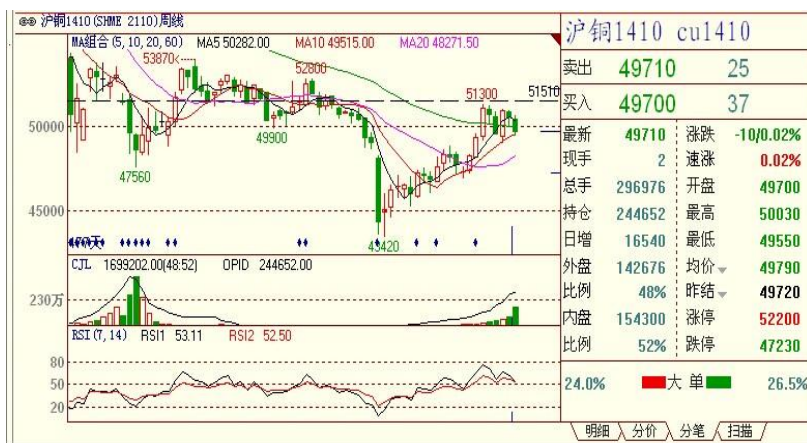 沪铜1410 (SHME 2110)周线
MA组合(5, 10, 20, 60) MA5 50282.00 MA10 49515.00 MA20 48271.50
53870
52800
51300
51510
50000
49900
47560
45000
43420
CJL 1699202.00(48:52) OPID 244652.00
230万
RSI(7, 14) RSI1 53.11 RSI2 52.50
80
50
20
沪铜1410 cu1410
卖出 49710 25
买入 49700 37
最新 49710 涨跌 -10/0.02%
现手 2 速涨 0.02%
总手 296976 开盘 49700
持仓 244652 最高 50030
日增 16540 最低 49550
外盘 142676 均价 49790
比例 48% 昨结 49720
内盘 154300 涨停 52200
比例 52% 跌停 47230
24.0% 大单 26.5%
明细 分价 分笔 扫描